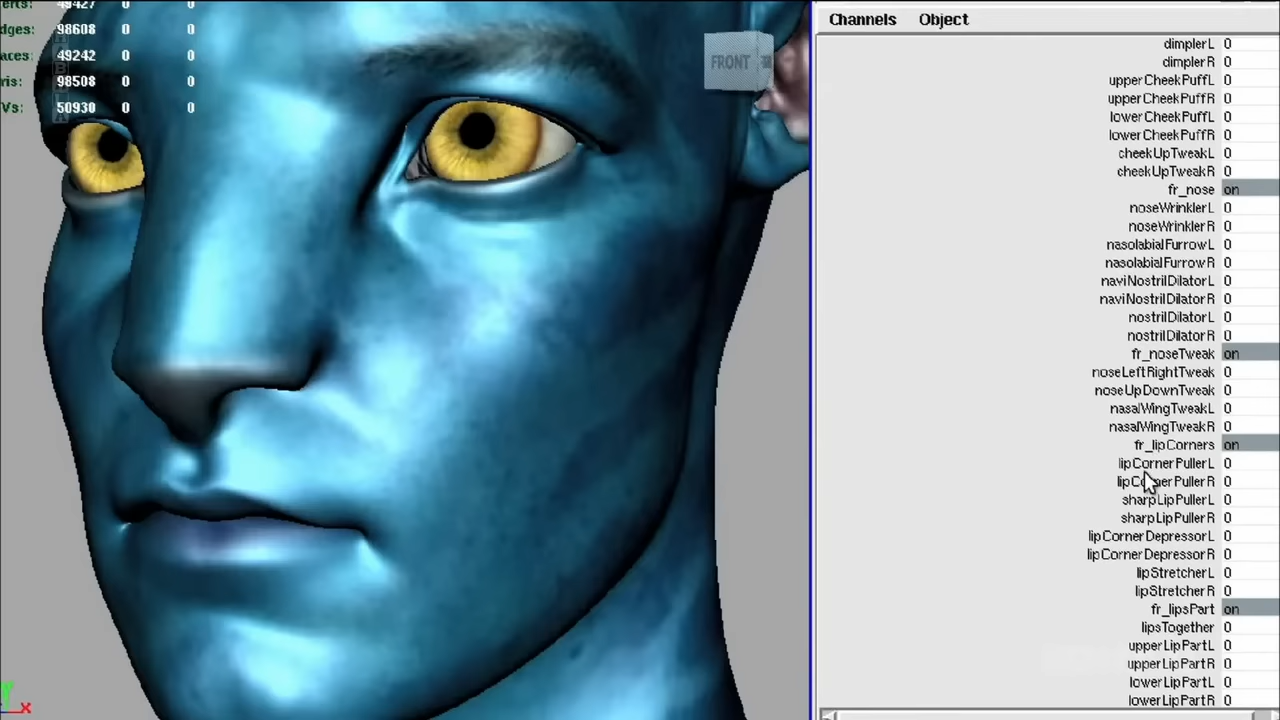 49427 0 0
dges: 98608 0 0
aces: 49242 0 0
ris: 98508 0 0
Vs: 50930 0 0
FRONT
x
Channels Object
dimplerL 0
dimplerR 0
upperCheekPuffL 0
upperCheekPuffR 0
lowerCheekPuffL 0
lowerCheekPuffR 0
cheekUpTweakL 0
cheekUpTweakR 0
fr_nose on
noseWrinklerL 0
noseWrinklerR 0
nasolabialFurrowL 0
nasolabialFurrowR 0
naviNostrilDilatorL 0
naviNostrilDilatorR 0
nostrilDilatorL 0
nostrilDilatorR 0
fr_noseTweak on
noseLeftRightTweak 0
noseUpDownTweak 0
nasalWingTweakL 0
nasalWingTweakR 0
fr_lipCorners on
lipCornerPullerL 0
lipCornerPullerR 0
sharpLipPullerL 0
sharpLipPullerR 0
lipCornerDepressorL 0
lipCornerDepressorR 0
lipStretcherL 0
lipStretcherR 0
fr_lipsPart on
lipsTogether 0
upperLipPartL 0
upperLipPartR 0
lowerLipPartL 0
lowerLipPartR 0